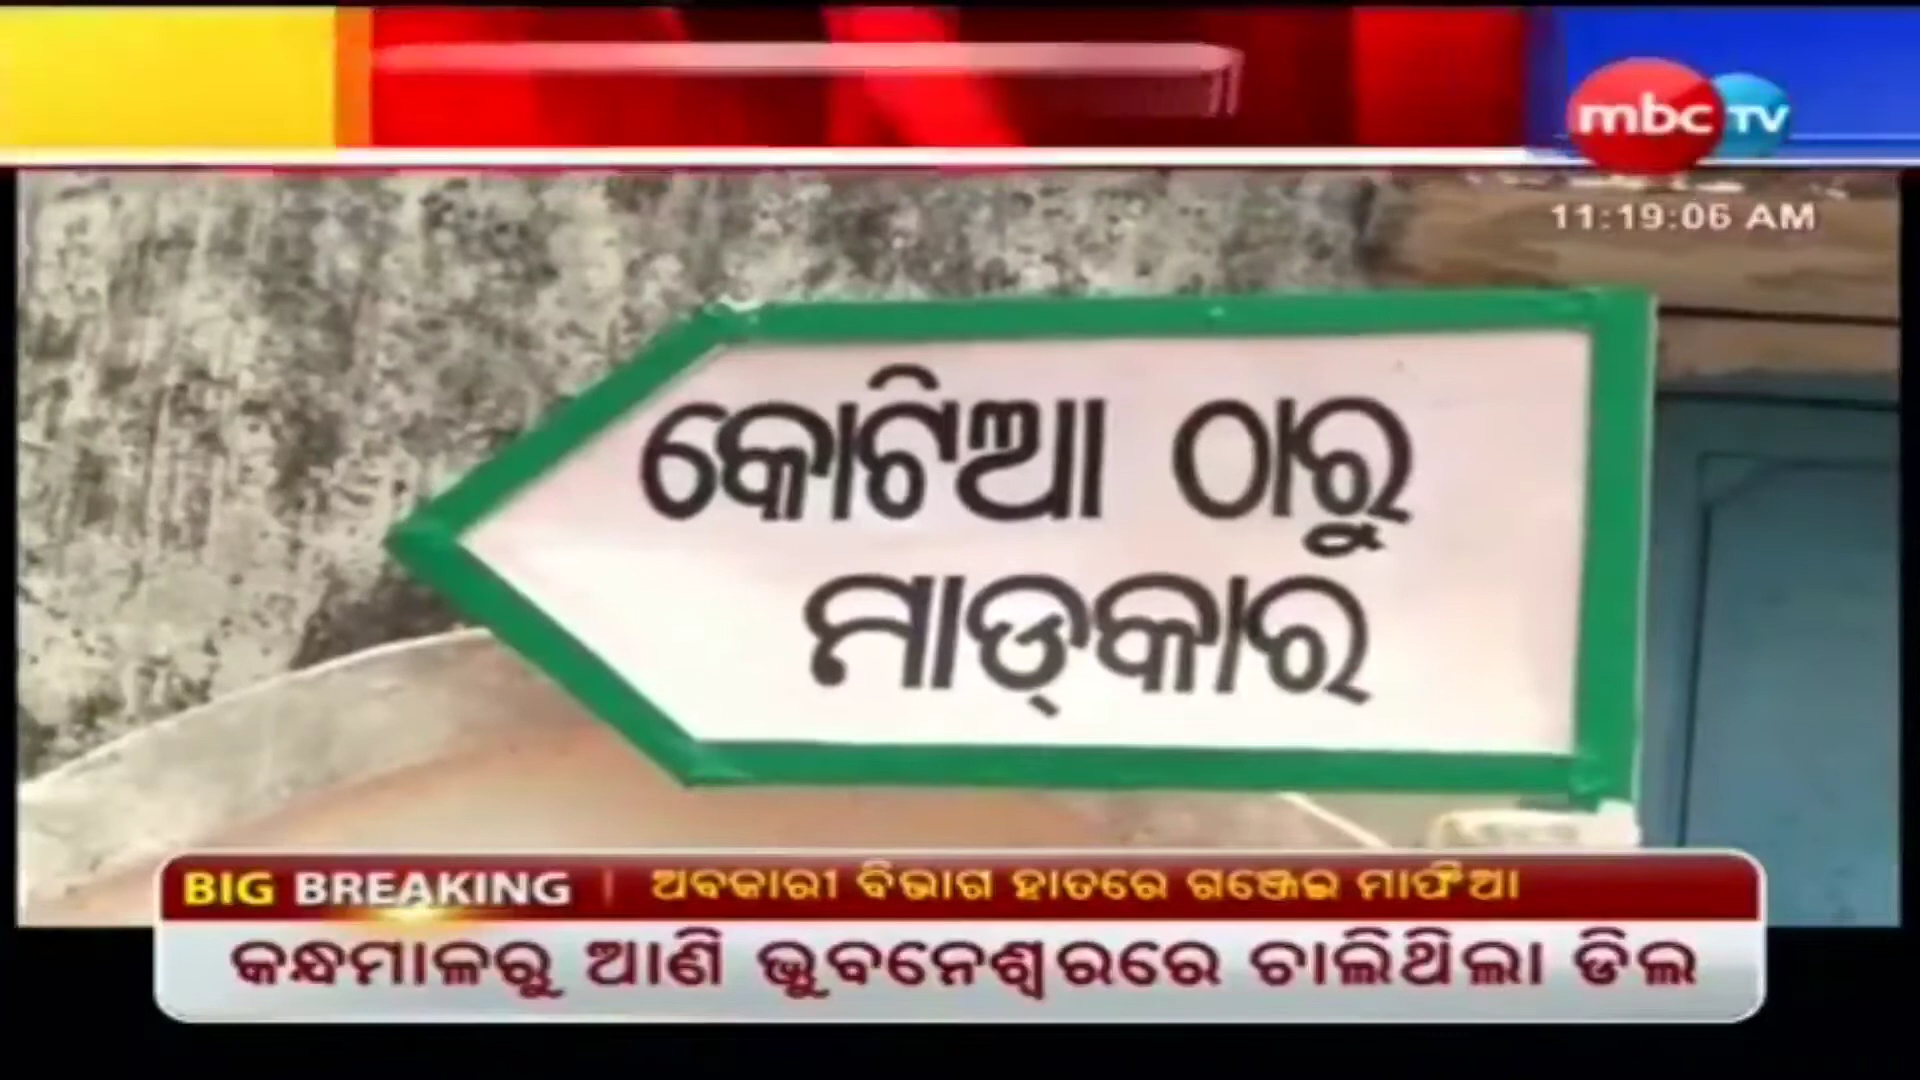 mbc TV
11:19:06 AM
କୋଟିଆ ଠାରୁ
ମାଡ୍କାର
BIG BREAKING | ଅବକାରୀ ବିଭାଗ ହାତରେ ଗଞ୍ଜେଇ ମାଫିଆ
କନ୍ଧମାଳରୁ ଆଣି ଭୁବନେଶ୍ୱରରେ ଚାଲିଥିଲା ଡିଲ